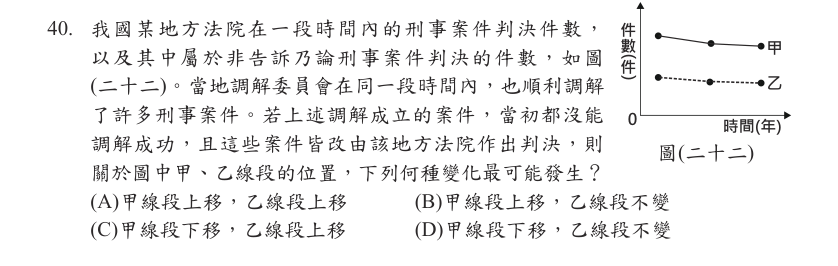 40. 我國某地方法院在一段時間內的刑事案件判決件數，
以及其中屬於非告訴乃論刑事案件判決的件數，如圖
(二十二)。當地調解委員會在同一段時間內，也順利調解
了許多刑事案件。若上述調解成立的案件，當初都沒能
調解成功，且這些案件皆改由該地方法院作出判決，則
關於圖中甲、乙線段的位置，下列何種變化最可能發生？
(A)甲線段上移，乙線段上移 (B)甲線段上移，乙線段不變
(C)甲線段下移，乙線段上移 (D)甲線段下移，乙線段不變
件數(件)
甲
乙
0
時間(年)
圖(二十二)